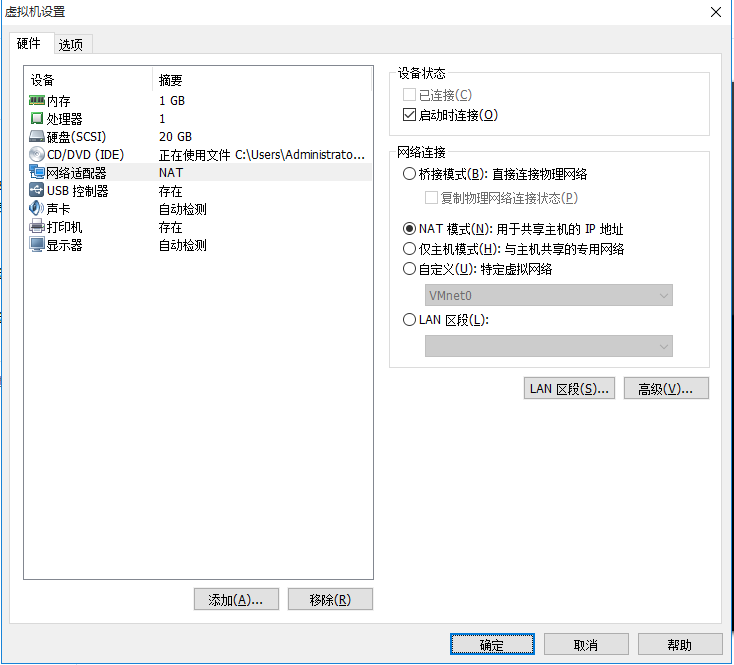 虚拟机设置
硬件 选项
设备 摘要
内存 1 GB
处理器 1
硬盘(SCSI) 20 GB
CD/DVD (IDE) 正在使用文件 C:\Users\Administrato...
网络适配器 NAT
USB 控制器 存在
声卡 自动检测
打印机 存在
显示器 自动检测
添加(A)... 移除(R)
设备状态
已连接(C)
启动时连接(O)
网络连接
桥接模式(B): 直接连接物理网络
复制物理网络连接状态(P)
NAT 模式(N): 用于共享主机的 IP 地址
仅主机模式(H): 与主机共享的专用网络
自定义(U): 特定虚拟网络
VMnet0
LAN 区段(L):
LAN 区段(S)... 高级(V)...
确定 取消 帮助